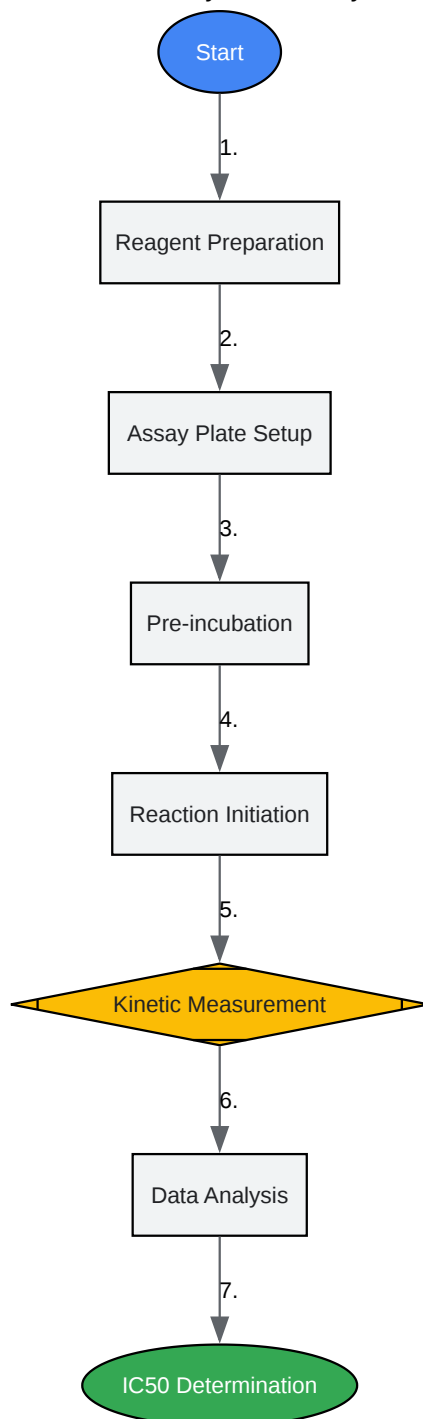 Start
1.
Reagent Preparation
2.
Assay Plate Setup
3.
Pre-incubation
4.
Reaction Initiation
5.
Kinetic Measurement
6.
Data Analysis
7.
IC50 Determination